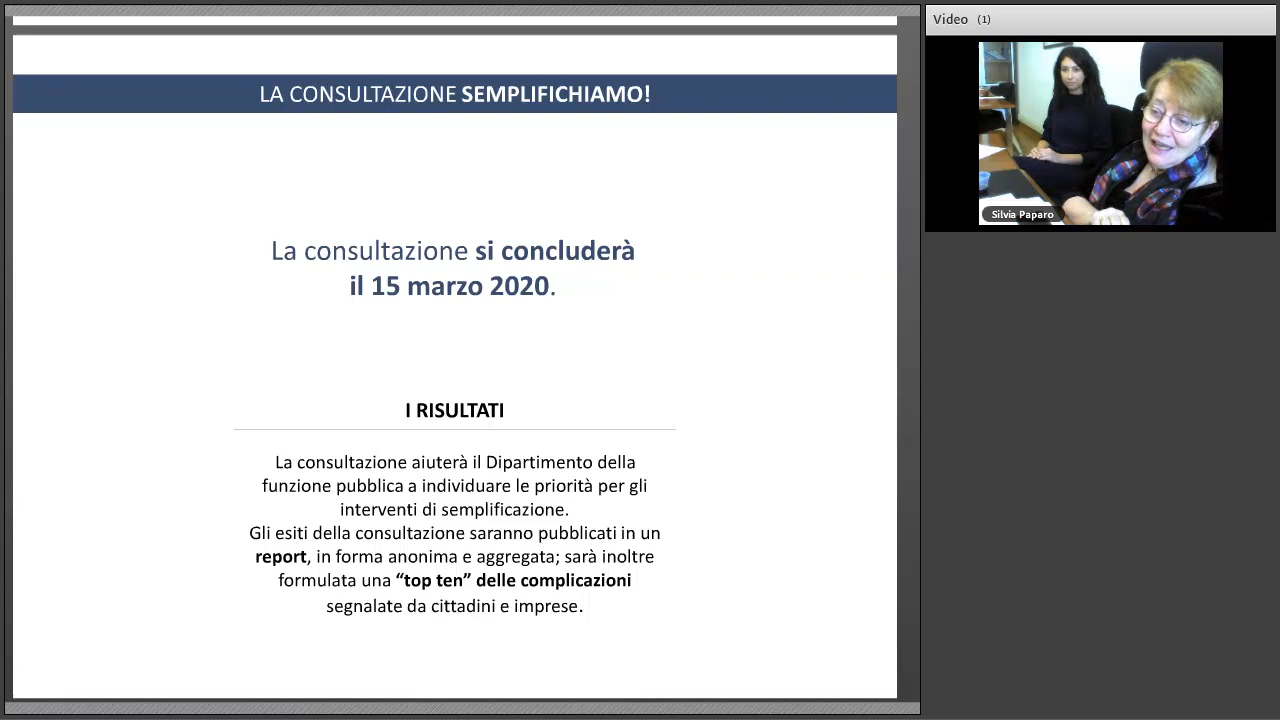 LA CONSULTAZIONE SEMPLIFICHIAMO!
La consultazione si concluderà
il 15 marzo 2020.
I RISULTATI
La consultazione aiuterà il Dipartimento della
funzione pubblica a individuare le priorità per gli
interventi di semplificazione.
Gli esiti della consultazione saranno pubblicati in un
report, in forma anonima e aggregata; sarà inoltre
formulata una “top ten” delle complicazioni
segnalate da cittadini e imprese.
Video (1)
Silvia Paparo